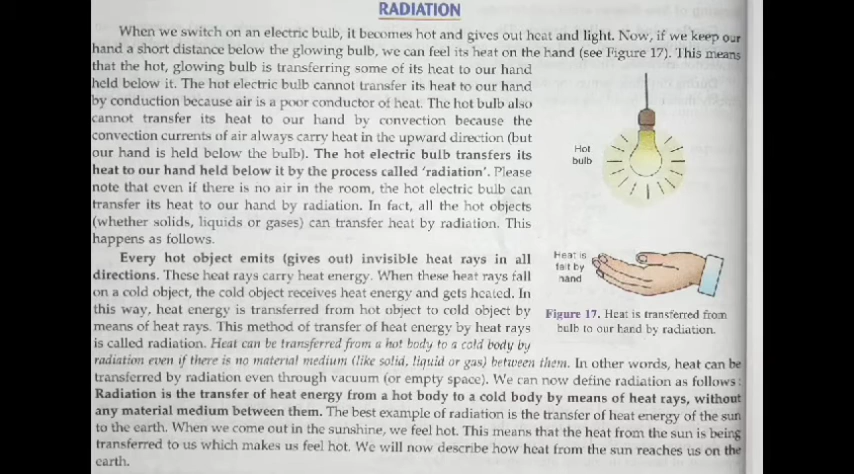 RADIATION
When we switch on an electric bulb, it becomes hot and gives out heat and light. Now, if we keep our
hand a short distance below the glowing bulb, we can feel its heat on the hand (see Figure 17). This means
that the hot, glowing bulb is transferring some of its heat to our hand
held below it. The hot electric bulb cannot transfer its heat to our hand
by conduction because air is a poor conductor of heat. The hot bulb also
cannot transfer its heat to our hand by convection because the
convection currents of air always carry heat in the upward direction (but
our hand is held below the bulb). The hot electric bulb transfers its
heat to our hand held below it by the process called 'radiation'. Please
note that even if there is no air in the room, the hot electric bulb can
transfer its heat to our hand by radiation. In fact, all the hot objects
(whether solids, liquids or gases) can transfer heat by radiation. This
happens as follows.
Every hot object emits (gives out) invisible heat rays in all
directions. These heat rays carry heat energy. When these heat rays fall
on a cold object, the cold object receives heat energy and gets heated. In
this way, heat energy is transferred from hot object to cold object by
means of heat rays. This method of transfer of heat energy by heat rays
is called radiation. Heat can be transferred from a hot body to a cold body by
Hot
bulb
Heat is
felt by
hand
Figure 17. Heat is transferred from
bulb to our hand by radiation.
radiation even if there is no material medium (like solid, liquid or gas) between them. In other words, heat can be
transferred by radiation even through vacuum (or empty space). We can now define radiation as follows :
Radiation is the transfer of heat energy from a hot body to a cold body by means of heat rays, without
any material medium between them. The best example of radiation is the transfer of heat energy of the sun
to the earth. When we come out in the sunshine, we feel hot. This means that the heat from the sun is being
transferred to us which makes us feel hot. We will now describe how heat from the sun reaches us on the
earth.